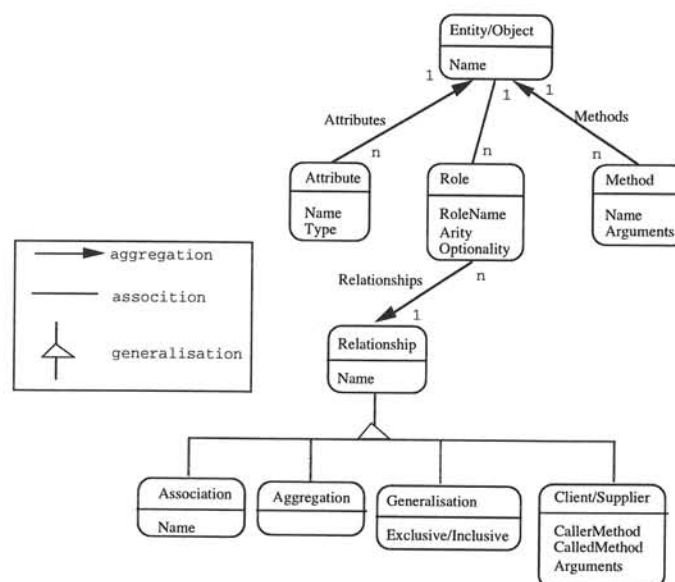 Entity/Object
Name
1
1
1
Attributes
Methods
n
n
n
Attribute
Name
Type
Role
RoleName
Arity
Optionality
Method
Name
Arguments
aggregation
assocition
generalisation
Relationships
n
1
Relationship
Name
Association
Name
Aggregation
Generalisation
Exclusive/Inclusive
Client/Supplier
CallerMethod
CalledMethod
Arguments